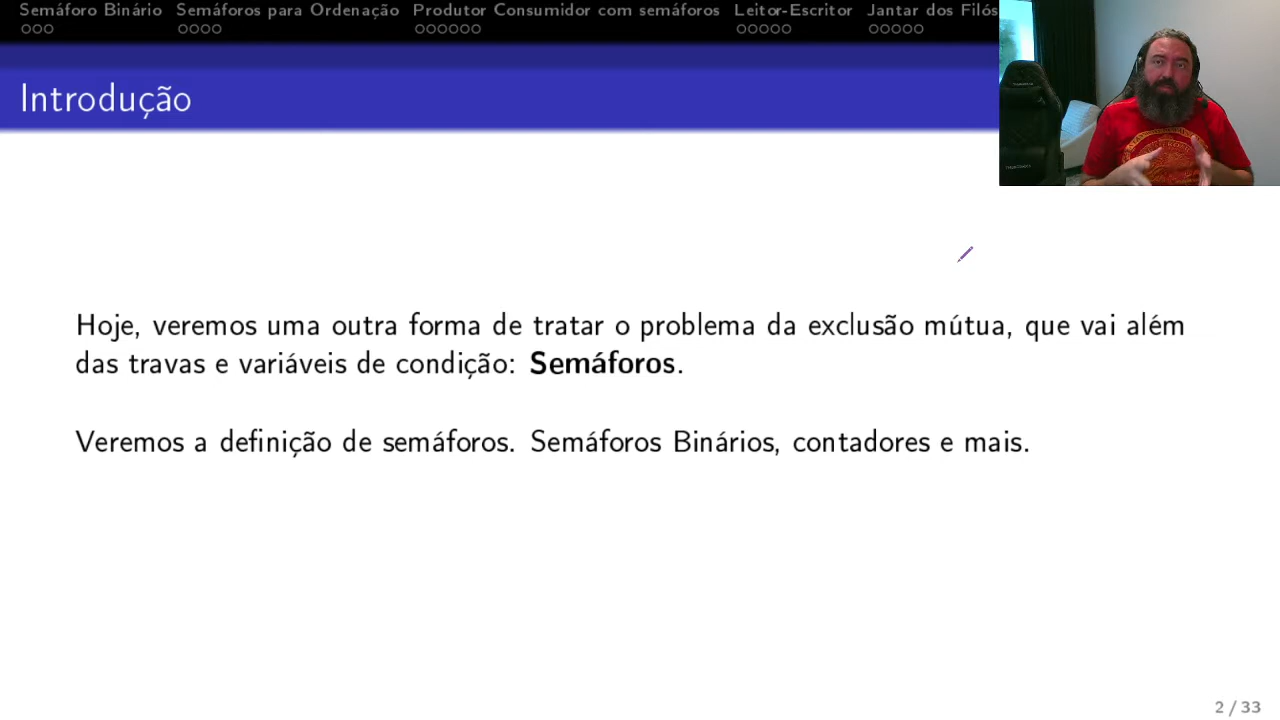 Semáforo Binário Semáforos para Ordenação Produtor Consumidor com semáforos Leitor-Escritor Jantar dos Filós
Introdução
Hoje, veremos uma outra forma de tratar o problema da exclusão mútua, que vai além
das travas e variáveis de condição: Semáforos.
Veremos a definição de semáforos. Semáforos Binários, contadores e mais.
2 / 33